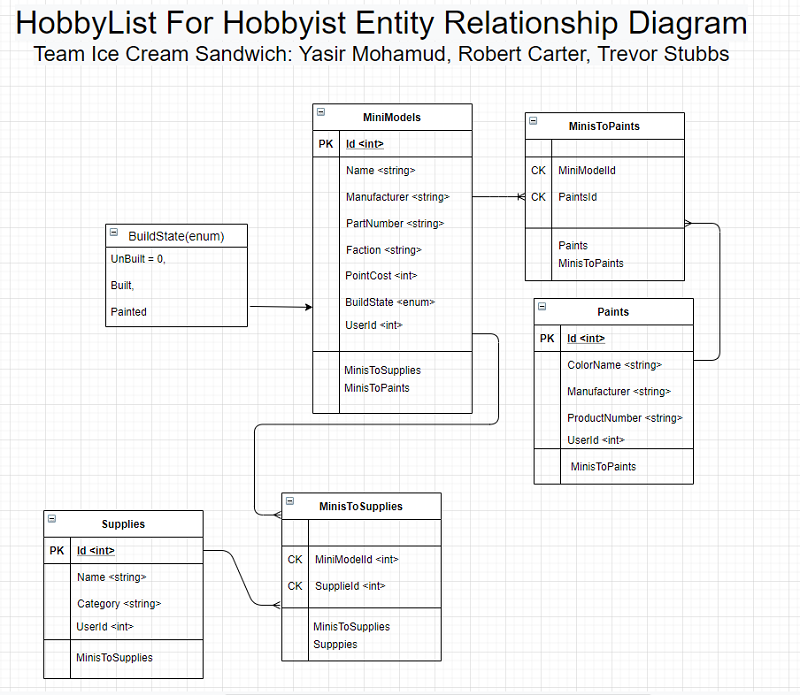 HobbyList For Hobbyist Entity Relationship Diagram
Team Ice Cream Sandwich: Yasir Mohamud, Robert Carter, Trevor Stubbs
MiniModels
PK Id <int>
Name <string>
Manufacturer <string>
PartNumber <string>
Faction <string>
PointCost <int>
BuildState <enum>
UserId <int>
MinisToSupplies
MinisToPaints
MinisToPaints
CK MiniModelId
CK PaintsId
Paints
MinisToPaints
BuildState(enum)
UnBuilt = 0,
Built,
Painted
Paints
PK Id <int>
ColorName <string>
Manufacturer <string>
ProductNumber <string>
UserId <int>
MinisToPaints
MinisToSupplies
CK MiniModelId <int>
CK SupplieId <int>
MinisToSupplies
Supppies
Supplies
PK Id <int>
Name <string>
Category <string>
UserId <int>
MinisToSupplies